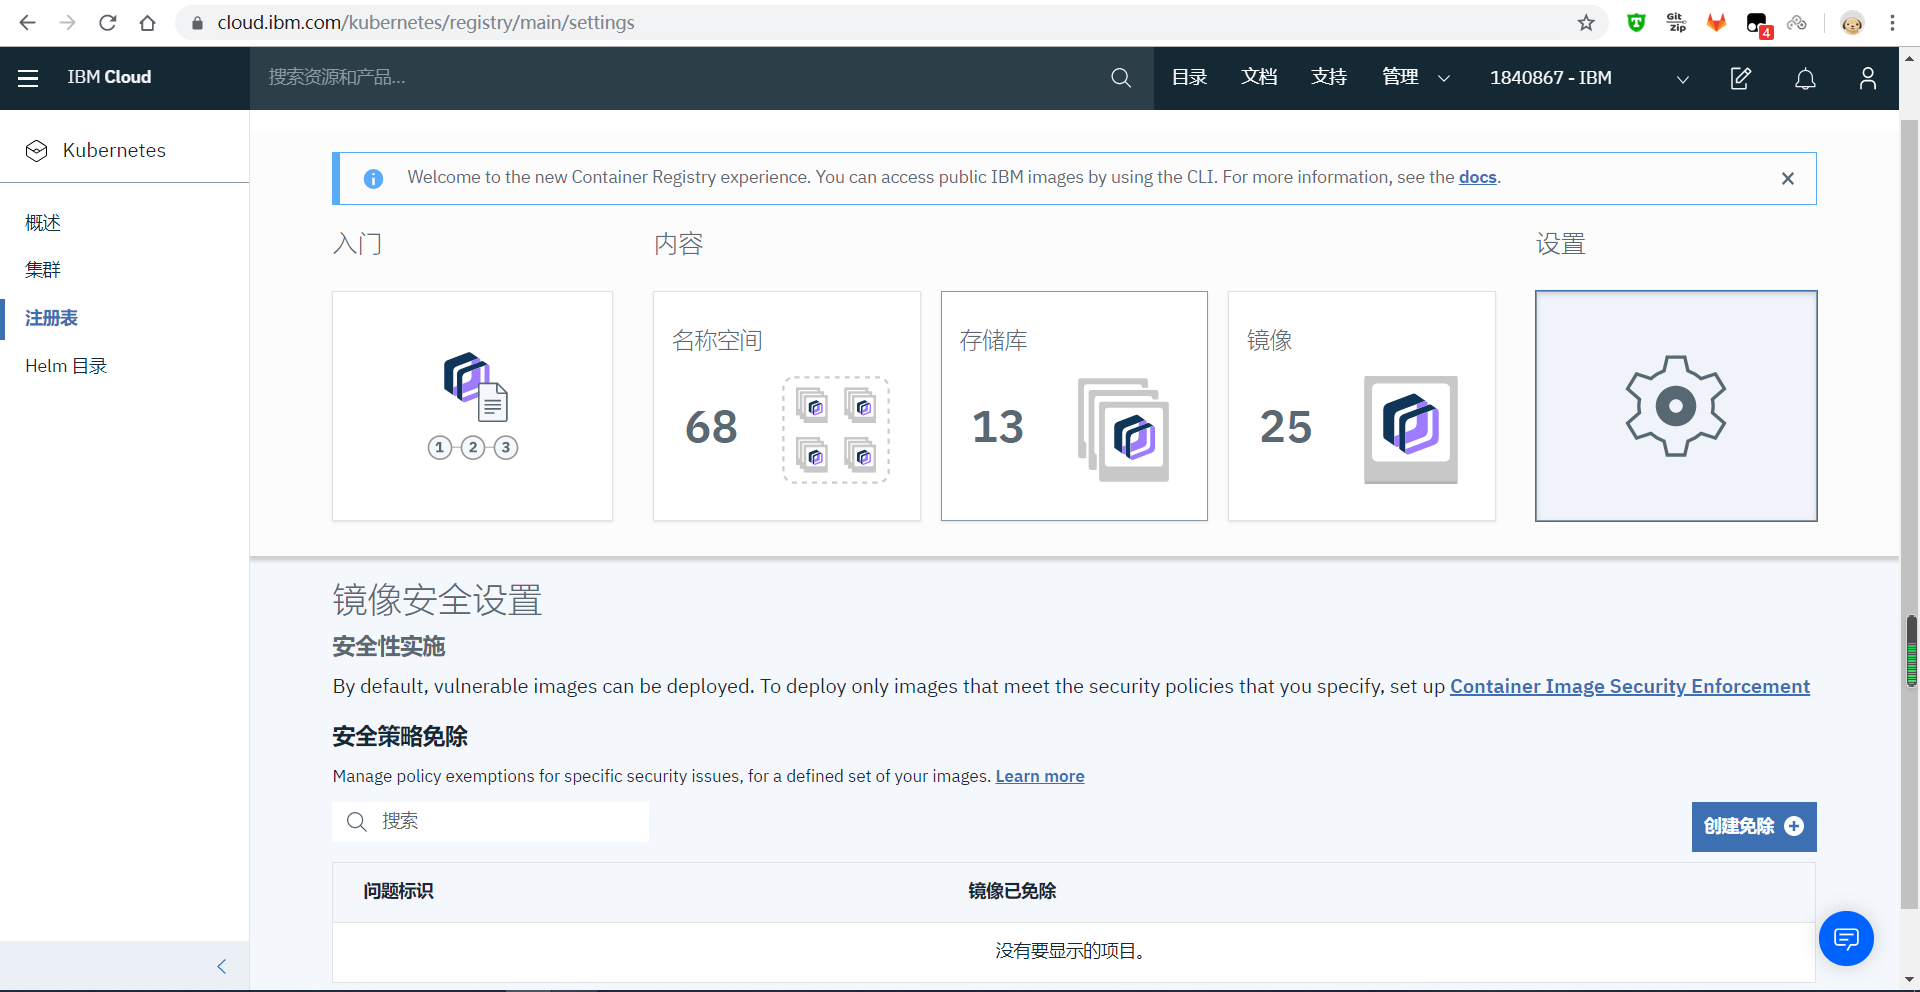 cloud.ibm.com/kubernetes/registry/main/settings
Git Zip
4
IBM Cloud
搜索资源和产品...
目录
文档
支持
管理
1840867 - IBM
Kubernetes
概述
集群
注册表
Helm 目录
Welcome to the new Container Registry experience. You can access public IBM images by using the CLI. For more information, see the docs.
入门
内容
设置
1 2 3
名称空间
68
存储库
13
镜像
25
镜像安全设置
安全性实施
By default, vulnerable images can be deployed. To deploy only images that meet the security policies that you specify, set up Container Image Security Enforcement
安全策略免除
Manage policy exemptions for specific security issues, for a defined set of your images. Learn more
搜索
创建免除
问题标识
镜像已免除
没有要显示的项目。